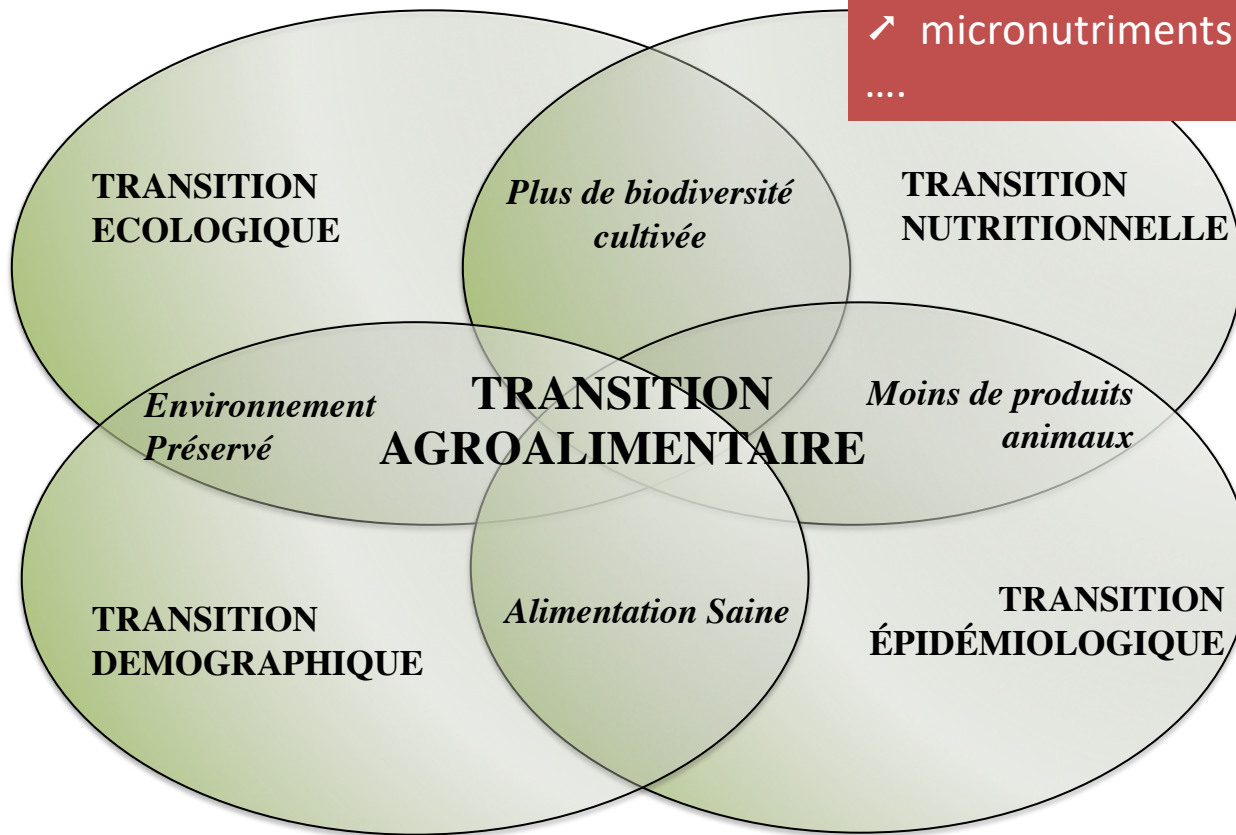 ➚ micronutriments
....
TRANSITION
ECOLOGIQUE
Plus de biodiversité
cultivée
TRANSITION
NUTRITIONNELLE
Environnement
Préservé
TRANSITION
AGROALIMENTAIRE
Moins de produits
animaux
TRANSITION
DEMOGRAPHIQUE
Alimentation Saine
TRANSITION
ÉPIDÉMIOLOGIQUE